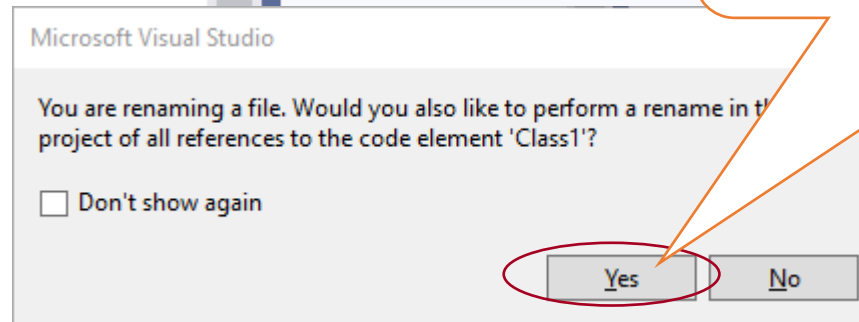 Microsoft Visual Studio
You are renaming a file. Would you also like to perform a rename in
project of all references to the code element 'Class1'?
Don't show again
Yes
No